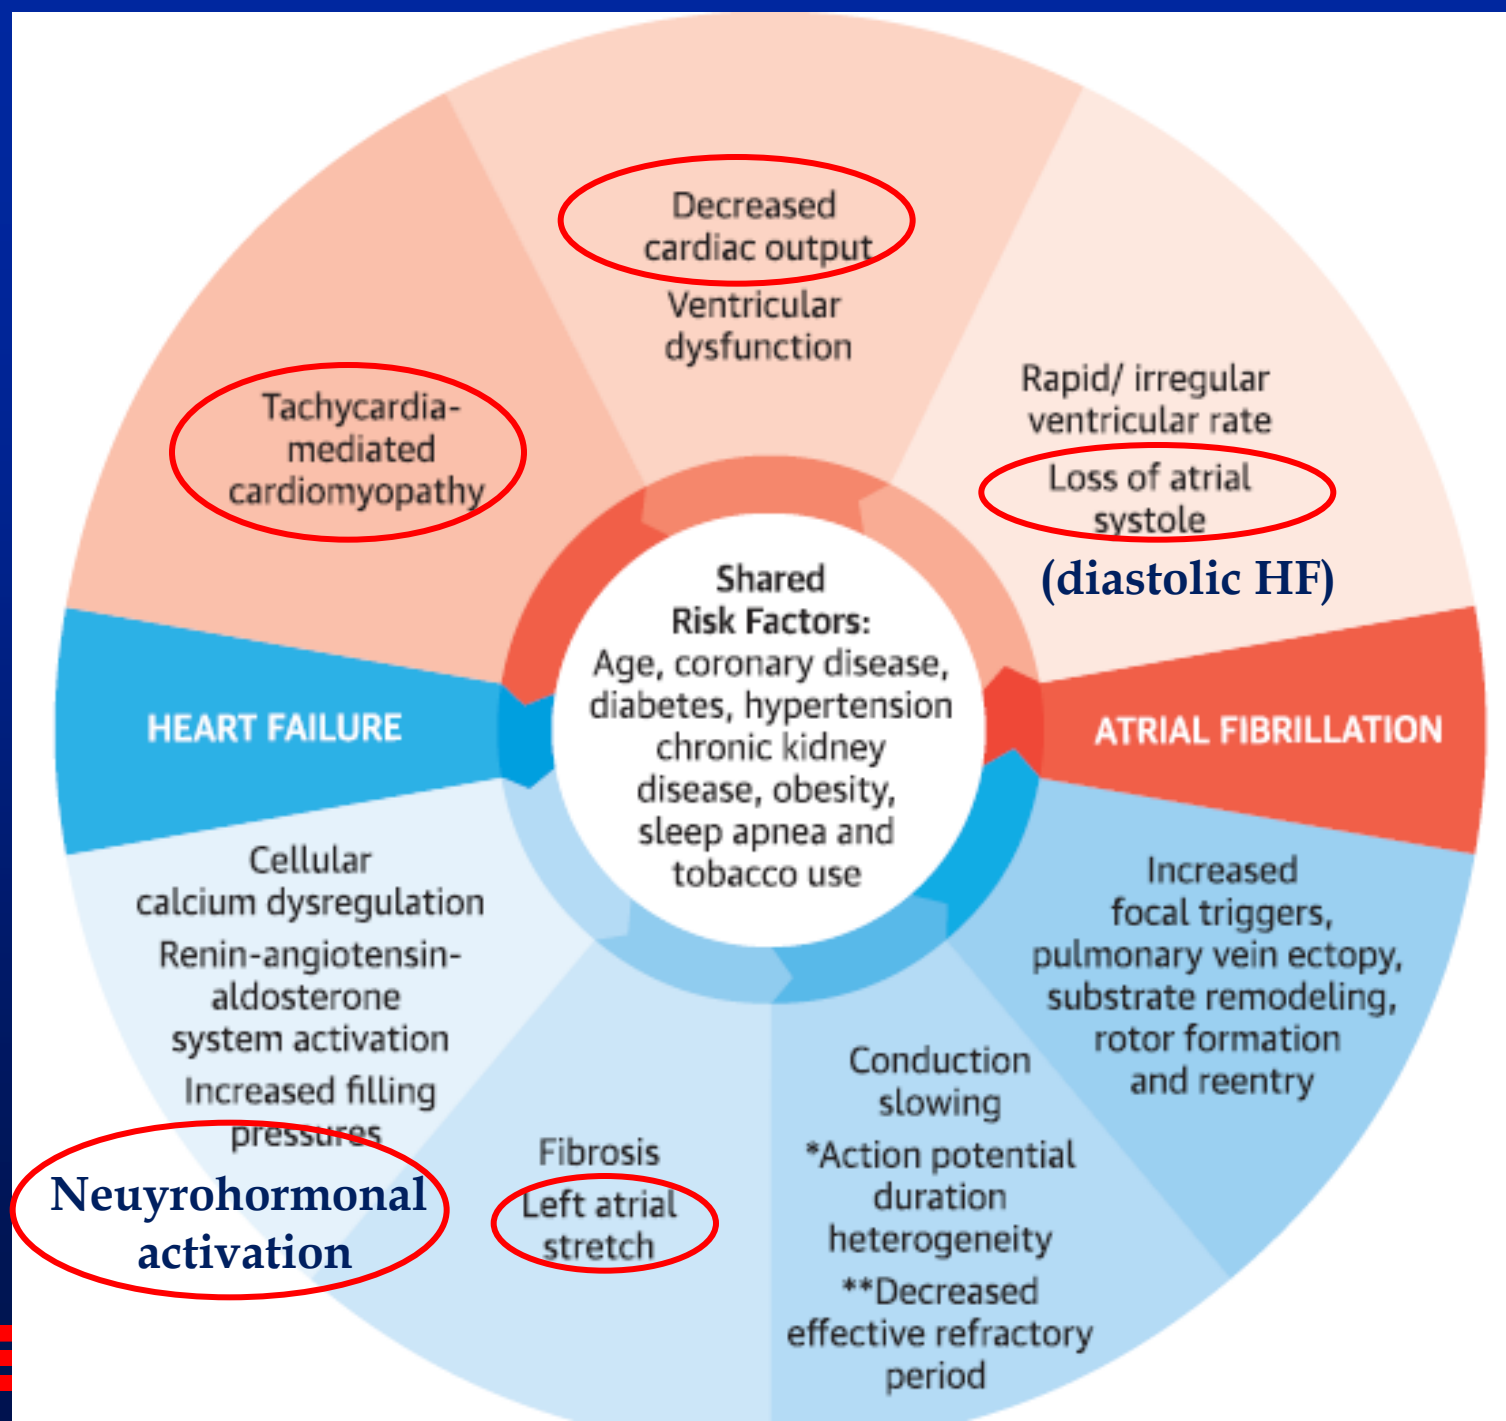 Decreased
cardiac output
Ventricular
dysfunction
Tachycardia-
mediated
cardiomyopathy
Rapid/ irregular
ventricular rate
Loss of atrial
systole
(diastolic HF)
Shared
Risk Factors:
Age, coronary disease,
diabetes, hypertension
chronic kidney
disease, obesity,
sleep apnea and
tobacco use
HEART FAILURE
ATRIAL FIBRILLATION
Cellular
calcium dysregulation
Renin-angiotensin-
aldosterone
system activation
Increased filling
pressures
Neuyrohormonal
activation
Fibrosis
Left atrial
stretch
Conduction
slowing
*Action potential
duration
heterogeneity
**Decreased
effective refractory
period
Increased
focal triggers,
pulmonary vein ectopy,
substrate remodeling,
rotor formation
and reentry